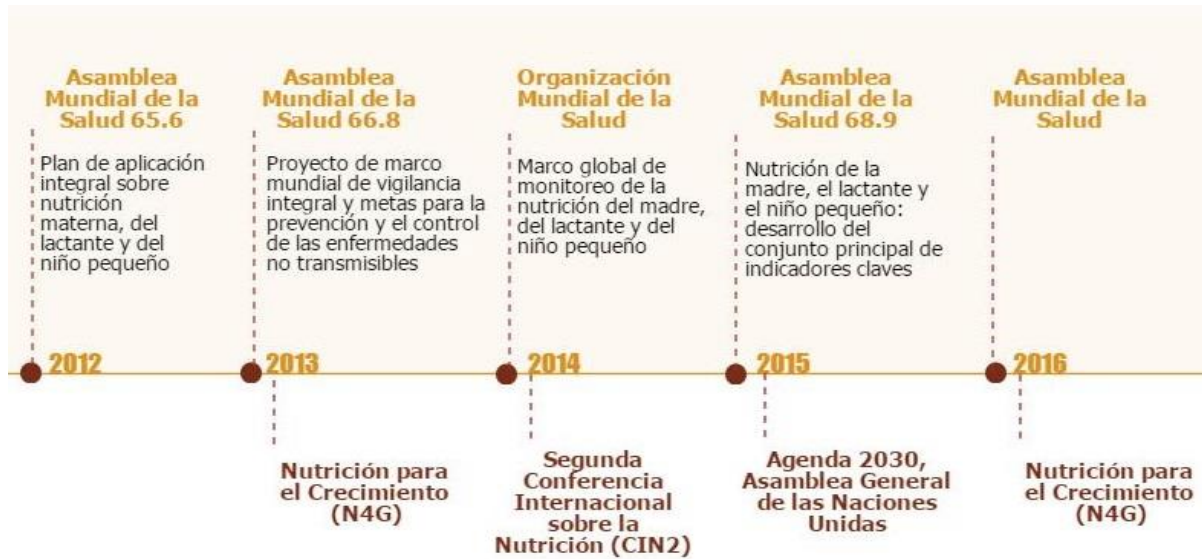 Asamblea
Mundial de la
Salud 65.6
Plan de aplicación
integral sobre
nutrición
materna, del
lactante y del
niño pequeño
Asamblea
Mundial de la
Salud 66.8
Proyecto de marco
mundial de vigilancia
integral y metas para la
prevención y el control
de las enfermedades
no transmisibles
Organización
Mundial de la
Salud
Marco global de
monitoreo de la
nutrición del madre,
del lactante y del
niño pequeño
Asamblea
Mundial de la
Salud 68.9
Nutrición de la
madre, el lactante y
el niño pequeño:
desarrollo del
conjunto principal de
indicadores claves
Asamblea
Mundial de la
Salud
2012
2013
2014
2015
2016
Nutrición para
el Crecimiento
(N4G)
Segunda
Conferencia
Internacional
sobre la
Nutrición (CIN2)
Agenda 2030,
Asamblea General
de las Naciones
Unidas
Nutrición para
el Crecimiento
(N4G)